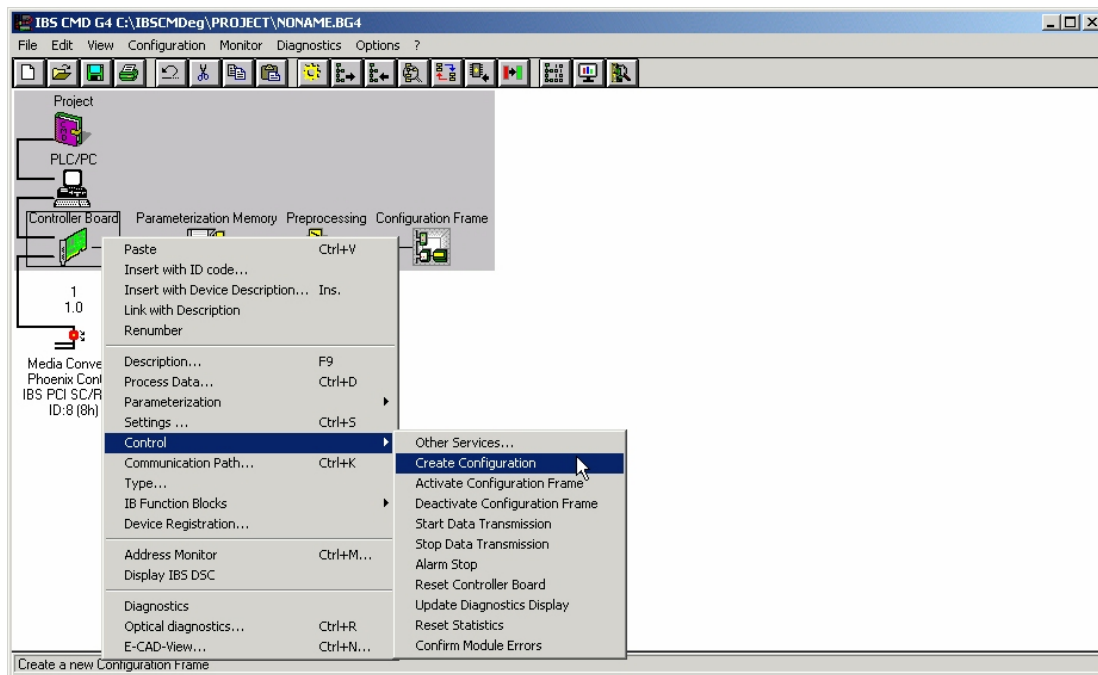 IBS CMD G4 C:\IBSCMDeg\PROJECT\NONAME.BG4
File Edit View Configuration Monitor Diagnostics Options ?
Project
PLC/PC
Controller Board Parameterization Memory Preprocessing Configuration Frame
1
1.0
Media Conve
Phoenix Cont
IBS PCI SC/R
ID:8 (8h)
Paste Ctrl+V
Insert with ID code...
Insert with Device Description... Ins.
Link with Description
Renumber
Description... F9
Process Data... Ctrl+D
Parameterization
Settings ... Ctrl+S
Control
Communication Path... Ctrl+K
Type...
IB Function Blocks
Device Registration...
Address Monitor Ctrl+M...
Display IBS DSC
Diagnostics
Optical diagnostics... Ctrl+R
E-CAD-View... Ctrl+N...
Other Services...
Create Configuration
Activate Configuration Frame
Deactivate Configuration Frame
Start Data Transmission
Stop Data Transmission
Alarm Stop
Reset Controller Board
Update Diagnostics Display
Reset Statistics
Confirm Module Errors
Create a new Configuration Frame